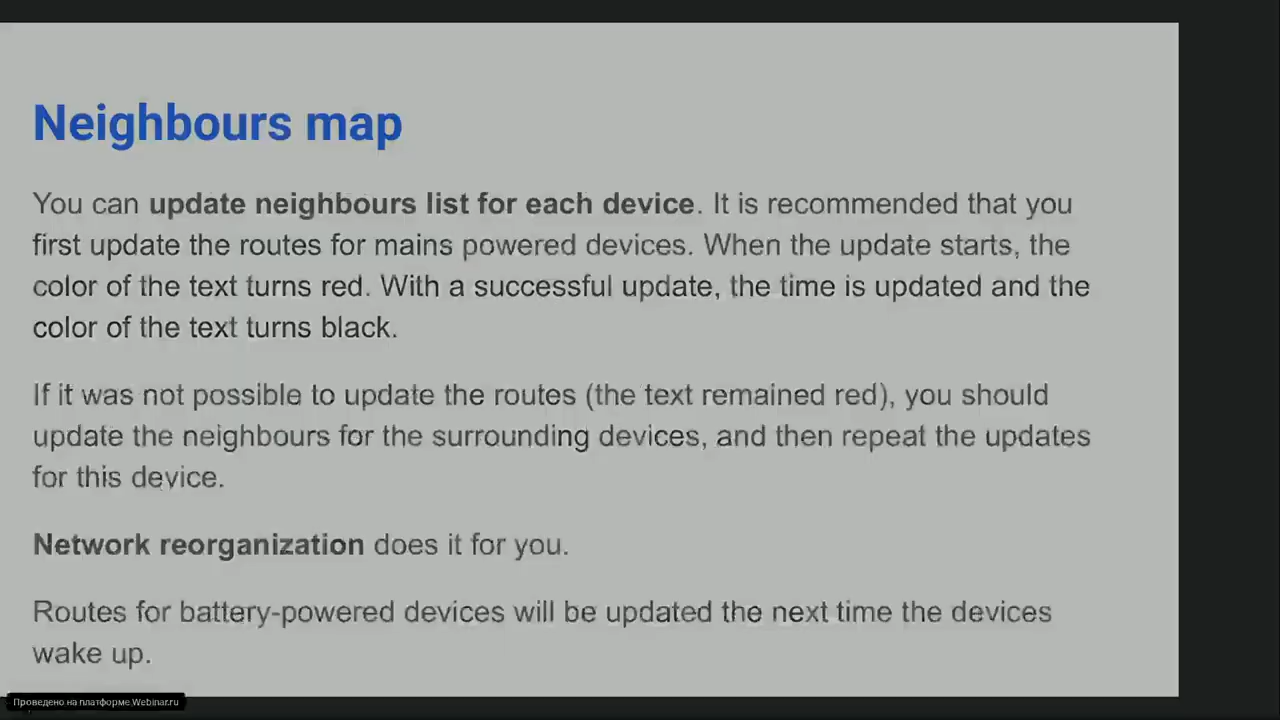 Neighbours map
You can update neighbours list for each device. It is recommended that you
first update the routes for mains powered devices. When the update starts, the
color of the text turns red. With a successful update, the time is updated and the
color of the text turns black.
If it was not possible to update the routes (the text remained red), you should
update the neighbours for the surrounding devices, and then repeat the updates
for this device.
Network reorganization does it for you.
Routes for battery-powered devices will be updated the next time the devices
wake up.
Проведено на платформе Webinar.ru